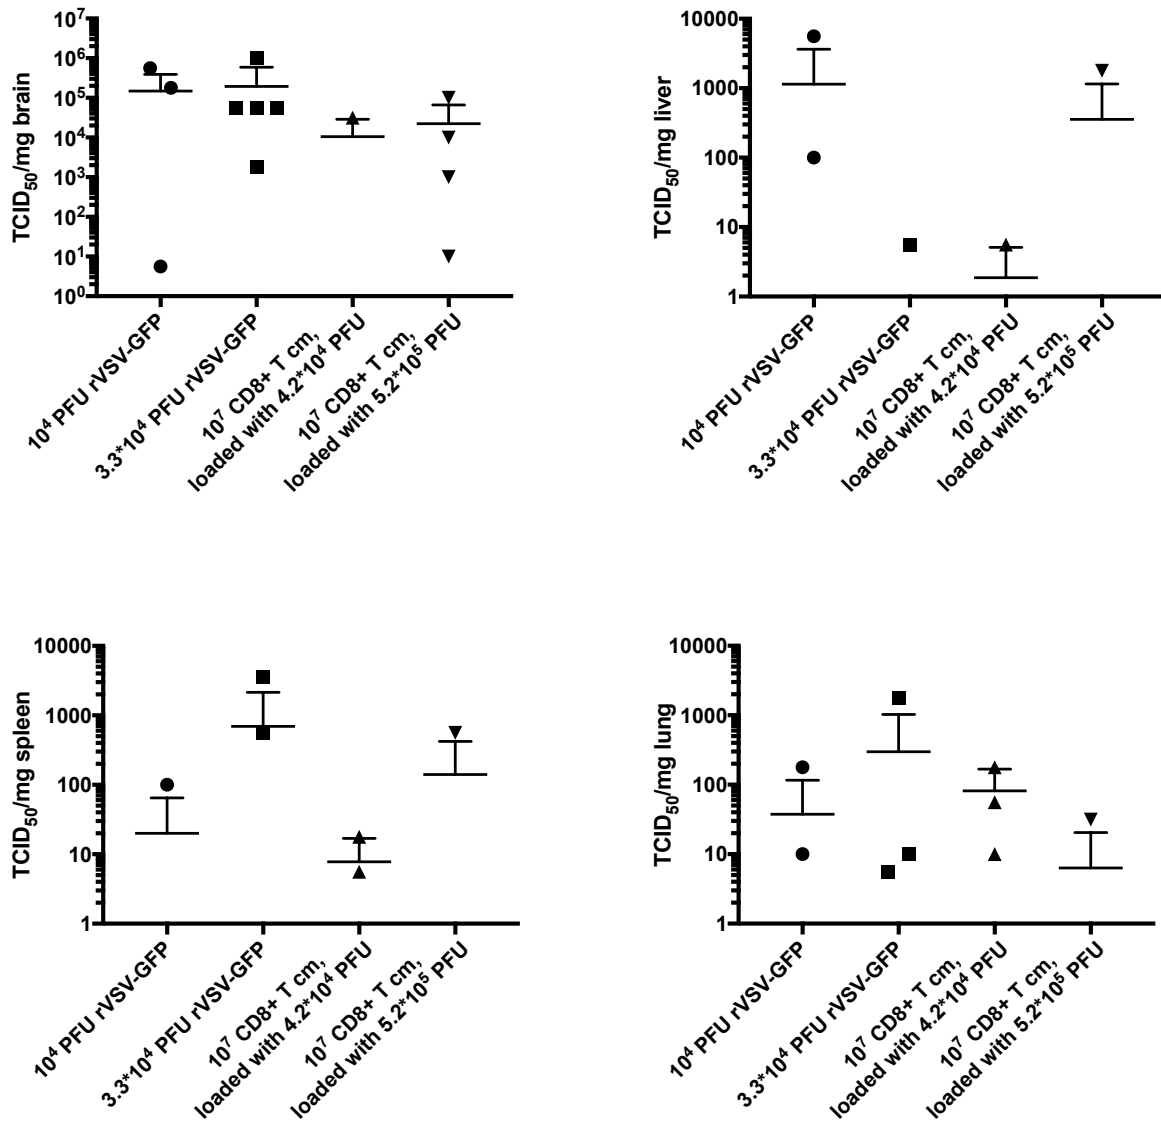 TCID50/mg brain
10^7
10^6
10^5
10^4
10^3
10^2
10^1
10^0
10^4 PFU rVSV-GFP
3.3*10^4 PFU rVSV-GFP
10^7 CD8+ T cm,
loaded with 4.2*10^4 PFU
10^7 CD8+ T cm,
loaded with 5.2*10^5 PFU
TCID50/mg liver
10000
1000
100
10
1
10^4 PFU rVSV-GFP
3.3*10^4 PFU rVSV-GFP
10^7 CD8+ T cm,
loaded with 4.2*10^4 PFU
10^7 CD8+ T cm,
loaded with 5.2*10^5 PFU
TCID50/mg spleen
10000
1000
100
10
1
10^4 PFU rVSV-GFP
3.3*10^4 PFU rVSV-GFP
10^7 CD8+ T cm,
loaded with 4.2*10^4 PFU
10^7 CD8+ T cm,
loaded with 5.2*10^5 PFU
TCID50/mg lung
10000
1000
100
10
1
10^4 PFU rVSV-GFP
3.3*10^4 PFU rVSV-GFP
10^7 CD8+ T cm,
loaded with 4.2*10^4 PFU
10^7 CD8+ T cm,
loaded with 5.2*10^5 PFU